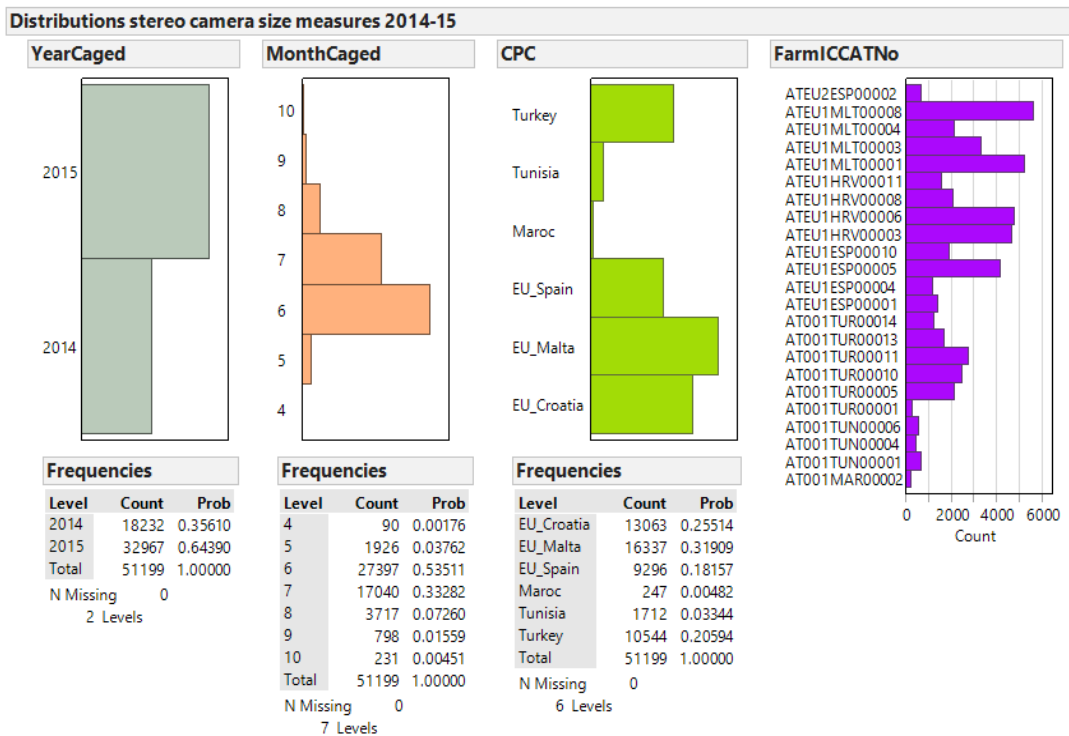 Distributions stereo camera size measures 2014-15
YearCaged
2015
2014
Frequencies
Level Count Prob
2014 18232 0.35610
2015 32967 0.64390
Total 51199 1.00000
N Missing 0
2 Levels
MonthCaged
10
9
8
7
6
5
4
Frequencies
Level Count Prob
4 90 0.00176
5 1926 0.03762
6 27397 0.53511
7 17040 0.33282
8 3717 0.07260
9 798 0.01559
10 231 0.00451
Total 51199 1.00000
N Missing 0
7 Levels
CPC
Turkey
Tunisia
Maroc
EU_Spain
EU_Malta
EU_Croatia
Frequencies
Level Count Prob
EU_Croatia 13063 0.25514
EU_Malta 16337 0.31909
EU_Spain 9296 0.18157
Maroc 247 0.00482
Tunisia 1712 0.03344
Turkey 10544 0.20594
Total 51199 1.00000
N Missing 0
6 Levels
FarmICCATNo
ATEU2ESP00002
ATEU1MLT00008
ATEU1MLT00004
ATEU1MLT00003
ATEU1MLT00001
ATEU1HRV00011
ATEU1HRV00008
ATEU1HRV00006
ATEU1HRV00003
ATEU1ESP00010
ATEU1ESP00005
ATEU1ESP00004
ATEU1ESP00001
AT001TUR00014
AT001TUR00013
AT001TUR00011
AT001TUR00010
AT001TUR00005
AT001TUR00001
AT001TUN00006
AT001TUN00004
AT001TUN00001
AT001MAR00002
0 2000 4000 6000
Count